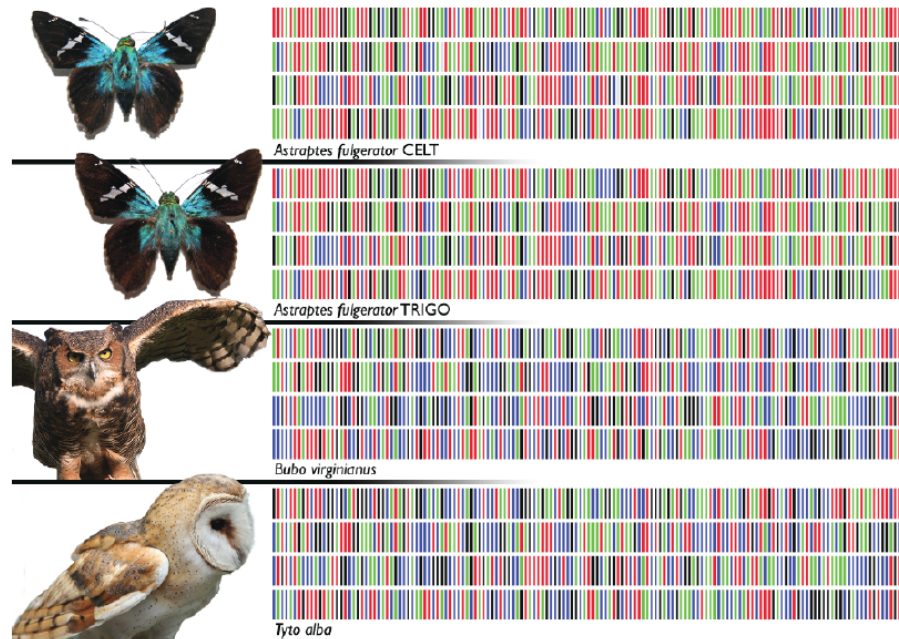 Astraptes fulgerator CELT
Astraptes fulgerator TRIGO
Bubo virginianus
Tyto alba